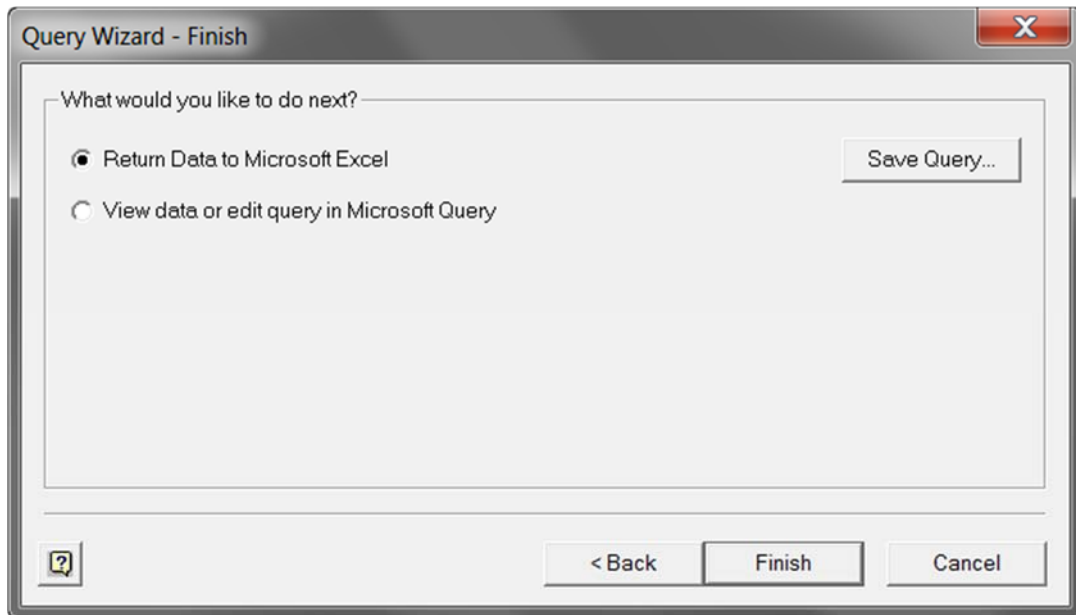 Query Wizard - Finish
What would you like to do next?
Return Data to Microsoft Excel
Save Query...
View data or edit query in Microsoft Query
?
< Back
Finish
Cancel